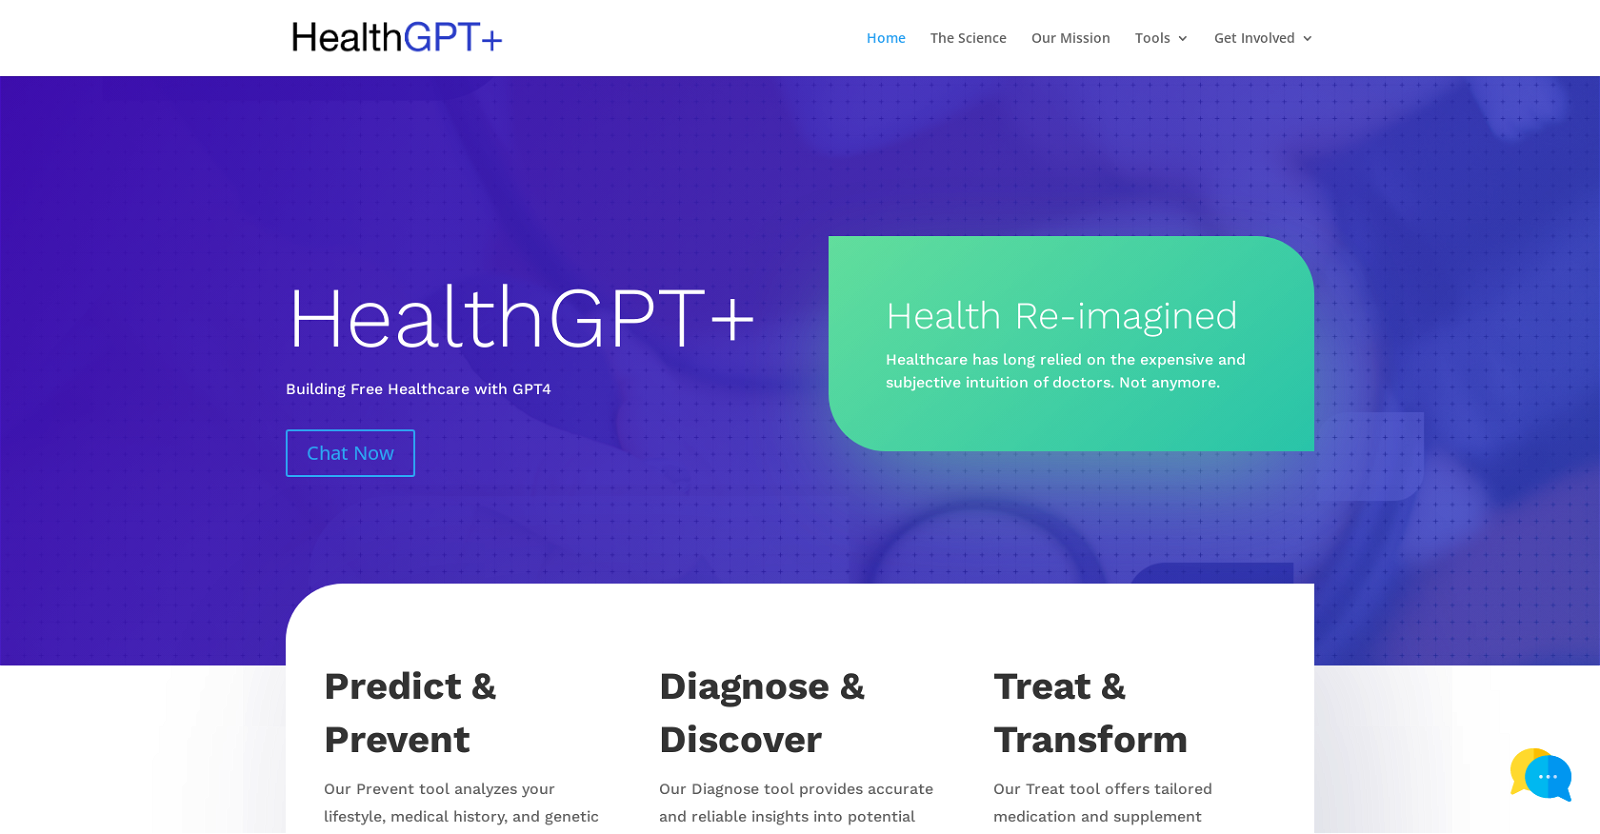 HealthGPT+
Home
The Science
Our Mission
Tools
Get Involved
HealthGPT+
Building Free Healthcare with GPT4
Chat Now
Health Re-imagined
Healthcare has long relied on the expensive and
subjective intuition of doctors. Not anymore.
Predict &
Prevent
Our Prevent tool analyzes your
lifestyle, medical history, and genetic
Diagnose &
Discover
Our Diagnose tool provides accurate
and reliable insights into potential
Treat &
Transform
Our Treat tool offers tailored
medication and supplement